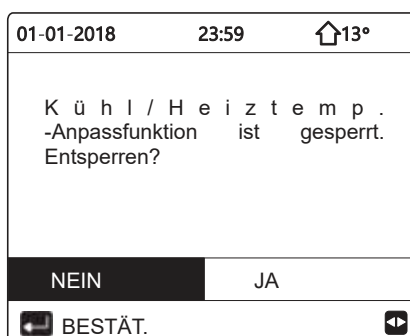 01-01-2018 23:59 13°
Kühl/Heiztemp.
-Anpassfunktion ist gesperrt.
Entsperren?
NEIN JA
BESTÄT.